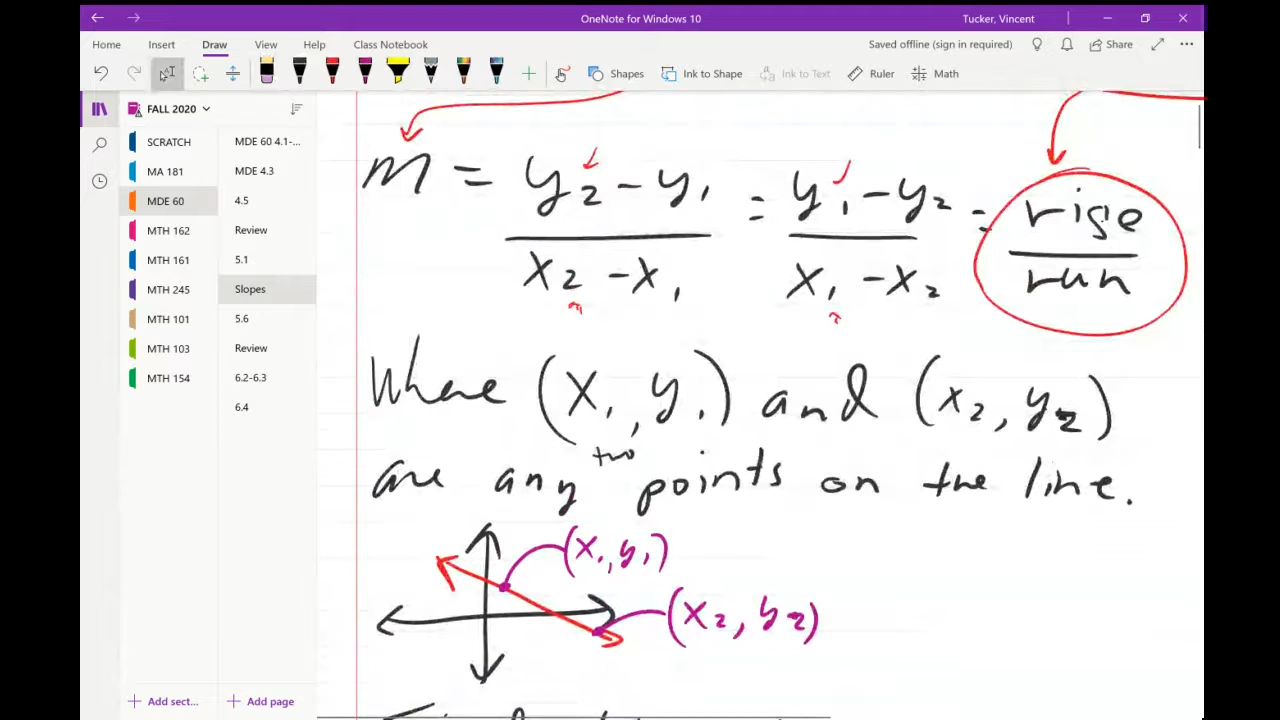 OneNote for Windows 10
Tucker, Vincent
Home Insert Draw View Help Class Notebook
Saved offline (sign in required) Share
Shapes Ink to Shape Ink to Text Ruler Math
FALL 2020
SCRATCH
MA 181
MDE 60
MTH 162
MTH 161
MTH 245
MTH 101
MTH 103
MTH 154
Add sect...
MDE 60 4.1-...
MDE 4.3
4.5
Review
5.1
Slopes
5.6
Review
6.2-6.3
6.4
Add page
m = y₂ - y₁ / x₂ - x₁ = y₁ - y₂ / x₁ - x₂ = rise / run
Where (x₁, y₁) and (x₂, y₂)
are any two points on the line.
(x₁, y₁)
(x₂, y₂)